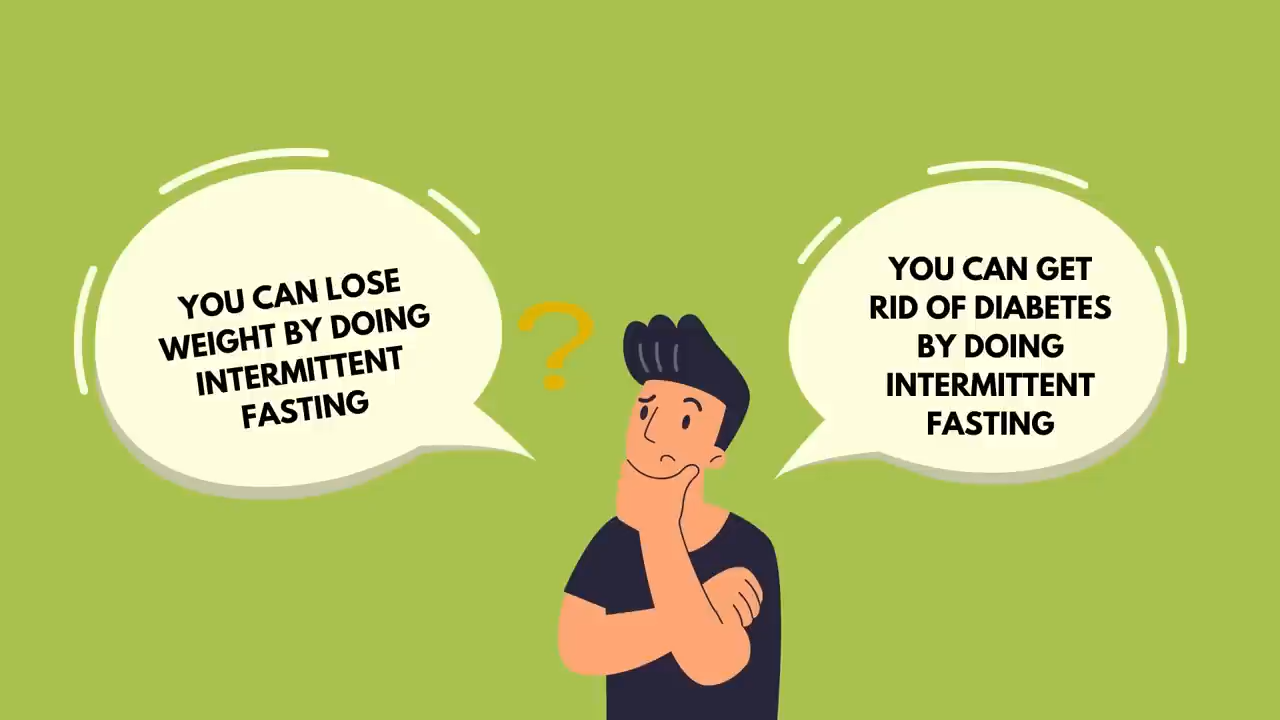 YOU CAN LOSE
WEIGHT BY DOING
INTERMITTENT
FASTING
?
YOU CAN GET
RID OF DIABETES
BY DOING
INTERMITTENT
FASTING